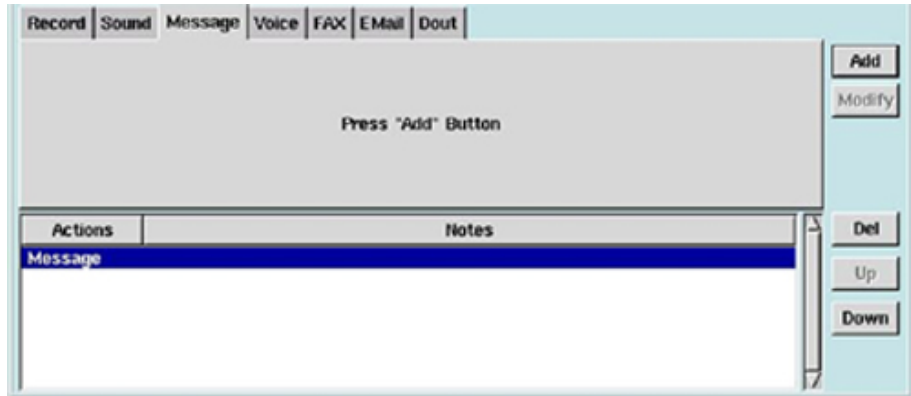 Record Sound Message Voice FAX EMail Dout
Add
Modify
Press "Add" Button
Actions Notes Del
Message
Up
Down